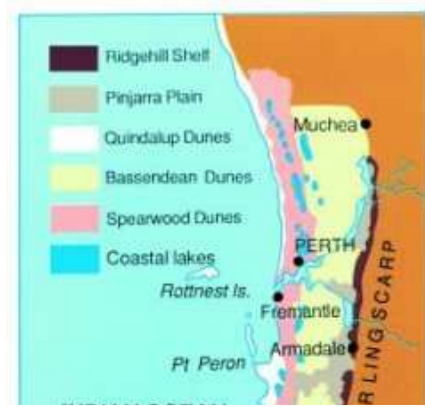 Ridgehill Shelf
Pinjarra Plain
Quindalup Dunes
Bassendean Dunes
Spearwood Dunes
Coastal lakes
Muchea
PERTH
Rottnest Is.
Fremantle
Armadale
Pt Peron
RLING SCARP